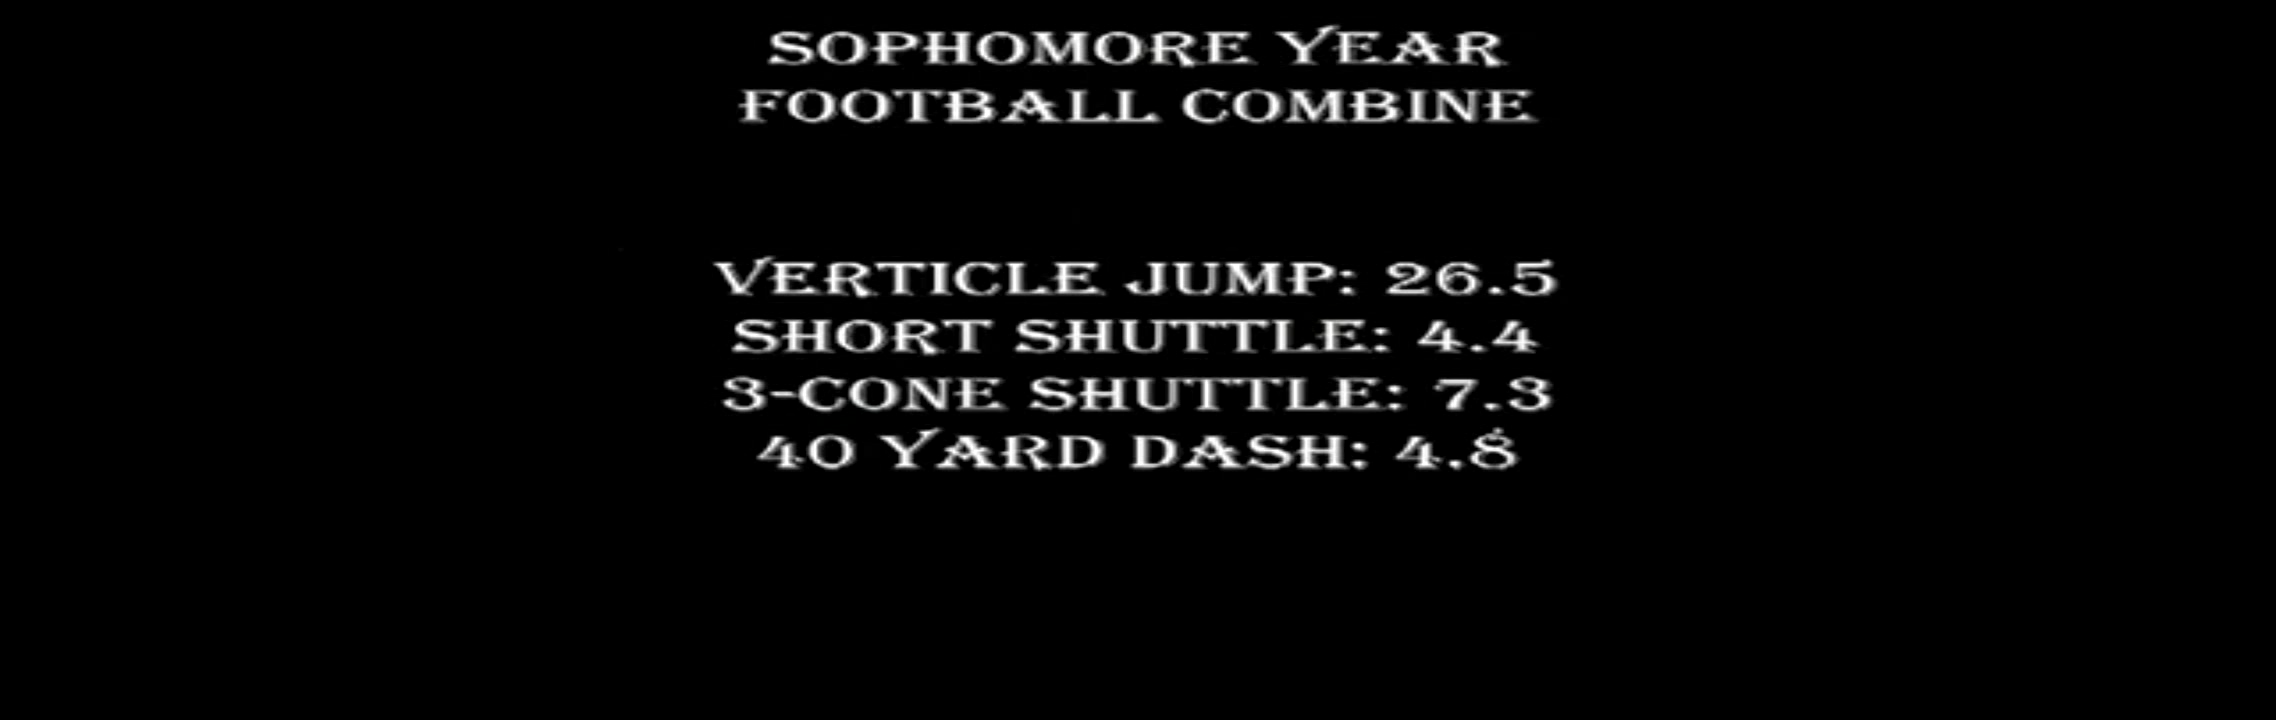 SOPHOMORE YEAR
FOOTBALL COMBINE
VERTICLE JUMP: 26.5
SHORT SHUTTLE: 4.4
3-CONE SHUTTLE: 7.3
40 YARD DASH: 4.8